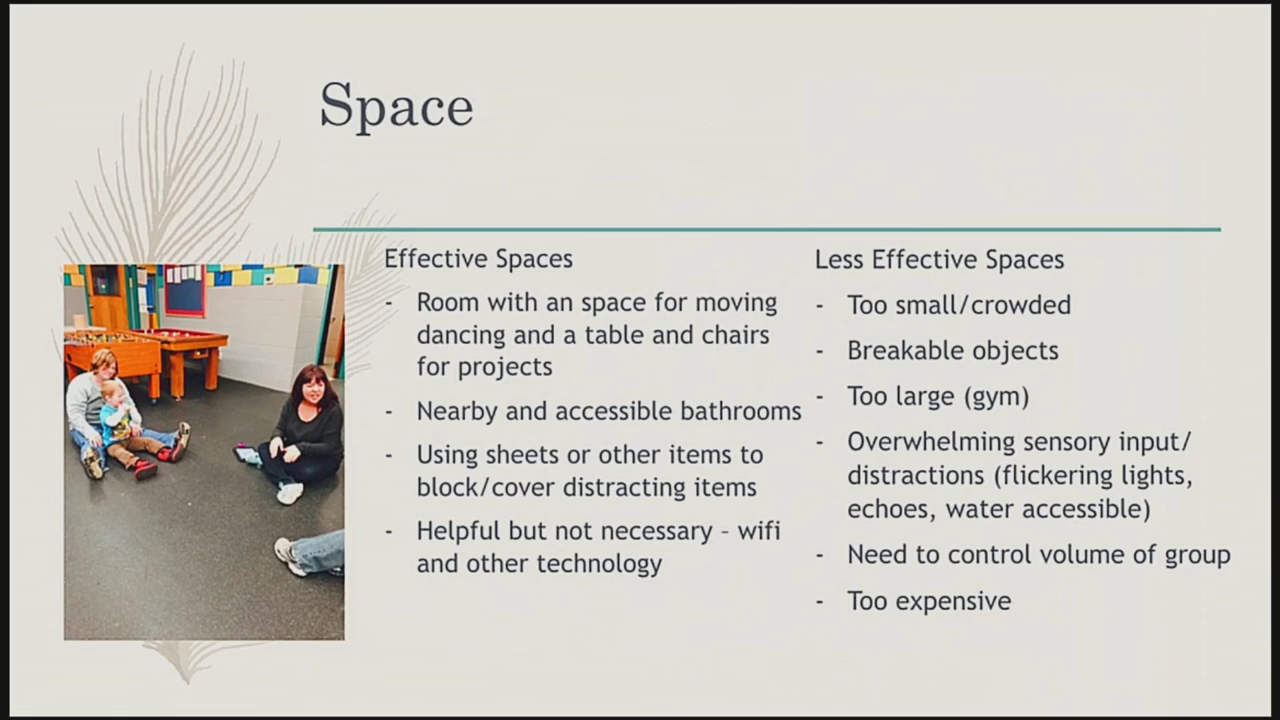 Space
Effective Spaces
- Room with an space for moving
dancing and a table and chairs
for projects
- Nearby and accessible bathrooms
- Using sheets or other items to
block/cover distracting items
- Helpful but not necessary – wifi
and other technology
Less Effective Spaces
- Too small/crowded
- Breakable objects
- Too large (gym)
- Overwhelming sensory input/
distractions (flickering lights,
echoes, water accessible)
- Need to control volume of group
- Too expensive